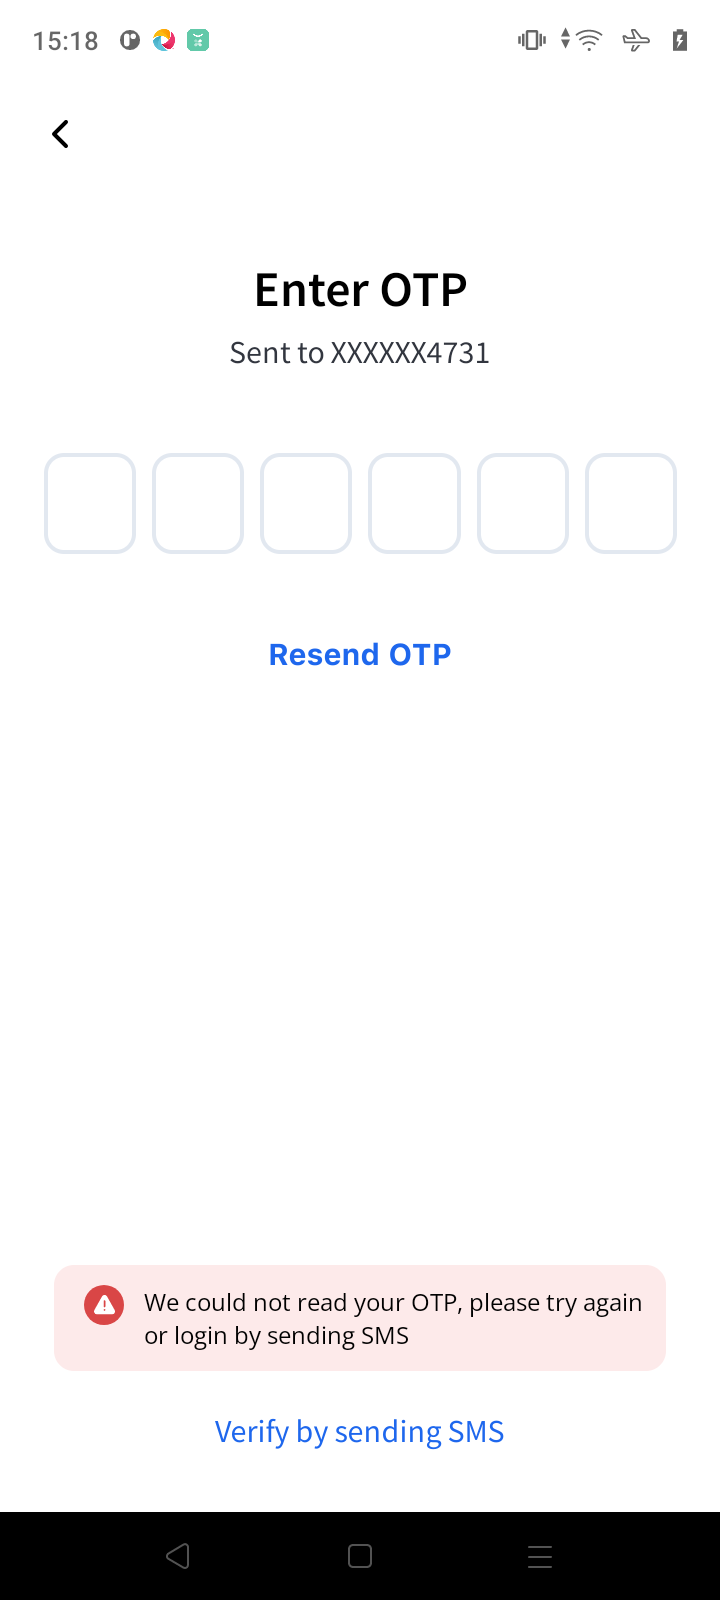 15:18
Enter OTP
Sent to XXXXXX4731
Resend OTP
We could not read your OTP, please try again
or login by sending SMS
Verify by sending SMS